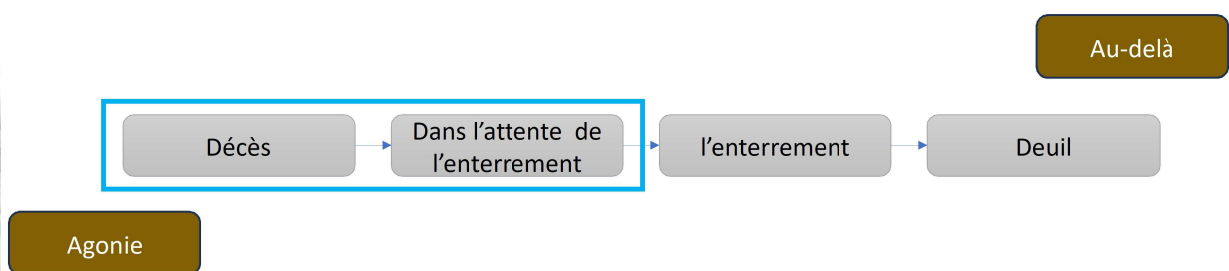 Au-delà
Décès
Dans l’attente de
l’enterrement
l’enterrement
Deuil
Agonie